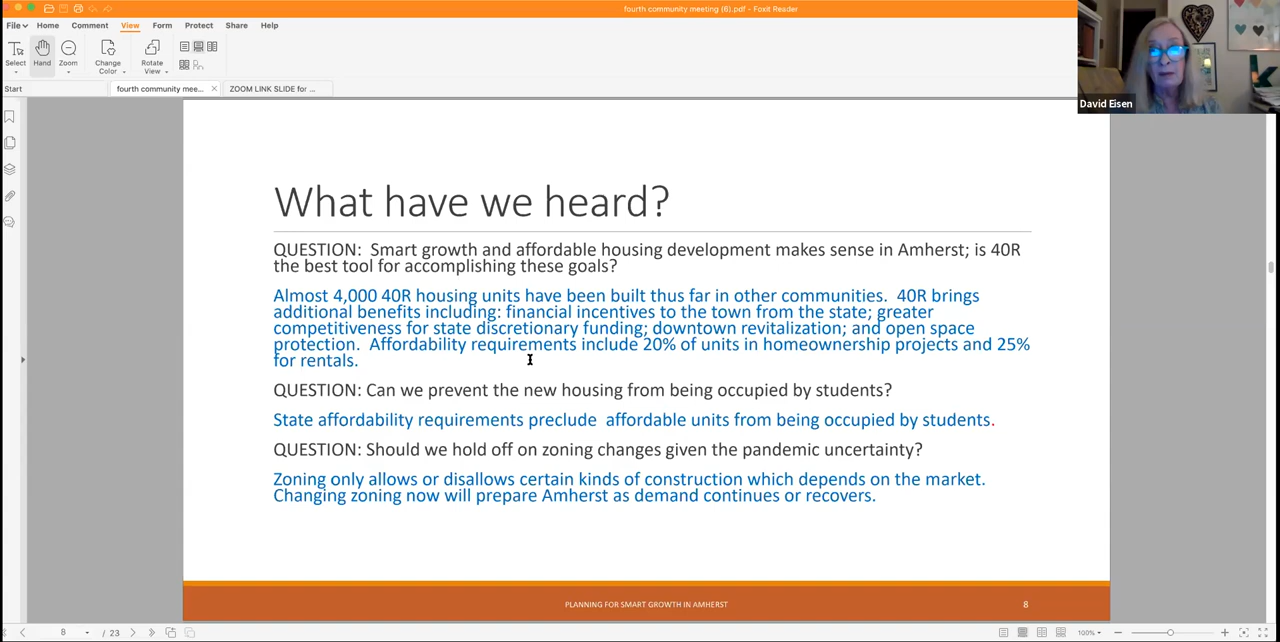 fourth community meeting (6).pdf - Foxit Reader
File Home Comment View Form Protect Share Help
Select Hand Zoom Change Color Rotate View
Start fourth community mee... ZOOM LINK SLIDE for ...
David Eisen
What have we heard?
QUESTION:  Smart growth and affordable housing development makes sense in Amherst; is 40R
the best tool for accomplishing these goals?
Almost 4,000 40R housing units have been built thus far in other communities.  40R brings
additional benefits including: financial incentives to the town from the state; greater
competitiveness for state discretionary funding; downtown revitalization; and open space
protection.  Affordability requirements include 20% of units in homeownership projects and 25%
for rentals.
QUESTION: Can we prevent the new housing from being occupied by students?
State affordability requirements preclude  affordable units from being occupied by students.
QUESTION: Should we hold off on zoning changes given the pandemic uncertainty?
Zoning only allows or disallows certain kinds of construction which depends on the market.
Changing zoning now will prepare Amherst as demand continues or recovers.
PLANNING FOR SMART GROWTH IN AMHERST 8
8 / 23 100%